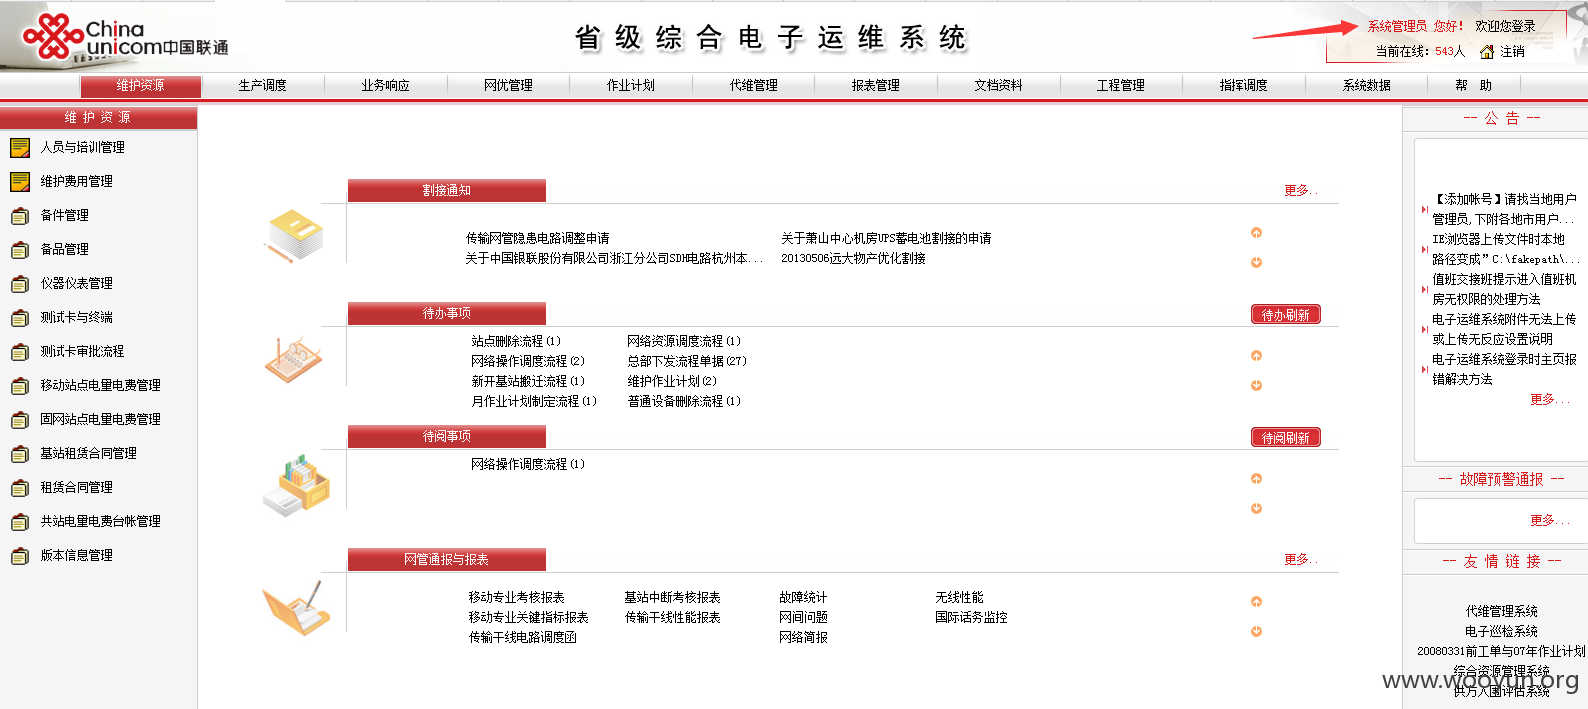 China unicom中国联通
省级综合电子运维系统
系统管理员 您好! 欢迎您登录
当前在线: 543人 注销
维护资源 生产调度 业务响应 网优管理 作业计划 代维管理 报表管理 文档资料 工程管理 指挥调度 系统数据 帮 助
维 护 资 源
人员与培训管理
维护费用管理
备件管理
备品管理
仪器仪表管理
测试卡与终端
测试卡审批流程
移动站点电量电费管理
固网站点电量电费管理
基站租赁合同管理
租赁合同管理
共站电量电费台帐管理
版本信息管理
割接通知 更多..
传输网管隐患电路调整申请 关于萧山中心机房UPS蓄电池割接的申请
关于中国银联股份有限公司浙江分公司SDH电路杭州本... 20130506远大物产优化割接
待办事项 待办刷新
站点删除流程(1) 网络资源调度流程(1)
网络操作调度流程(2) 总部下发流程单据(27)
新开基站搬迁流程(1) 维护作业计划(2)
月作业计划制定流程(1) 普通设备删除流程(1)
待阅事项 待阅刷新
网络操作调度流程(1)
网管通报与报表 更多..
移动专业考核报表 基站中断考核报表 故障统计 无线性能
移动专业关键指标报表 传输干线性能报表 网间问题 国际话务监控
传输干线电路调度函 网络简报
-- 公 告 --
【添加帐号】请找当地用户
管理员,下附各地市用户...
IE浏览器上传文件时本地
路径变成"C:\fakepath\...
值班交接班提示进入值班机
房无权限的处理方法
电子运维系统附件无法上传
或上传无反应设置说明
电子运维系统登录时主页报
错解决方法
更多...
-- 故障预警通报 --
更多...
-- 友 情 链 接 --
代维管理系统
电子巡检系统
20080331前工单与07年作业计划
综合资源管理系统
供方入围评估系统
www.wooyun.org